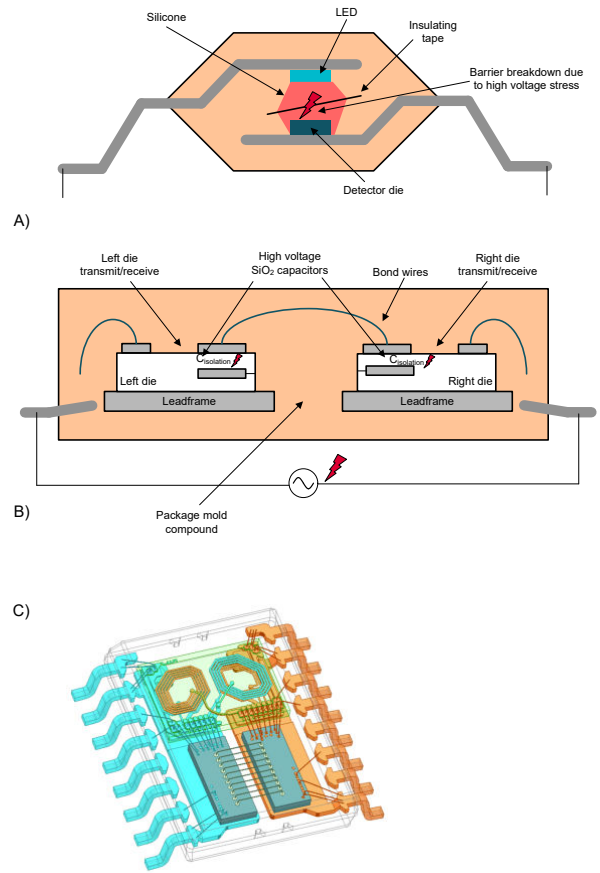 LED
Silicone
Insulating
tape
Barrier breakdown due
to high voltage stress
Detector die
A)
Left die
transmit/receive
High voltage
SiO₂ capacitors
Bond wires
Right die
transmit/receive
Cisolation
Cisolation
Left die
Right die
Leadframe
Leadframe
Package mold
compound
B)
C)